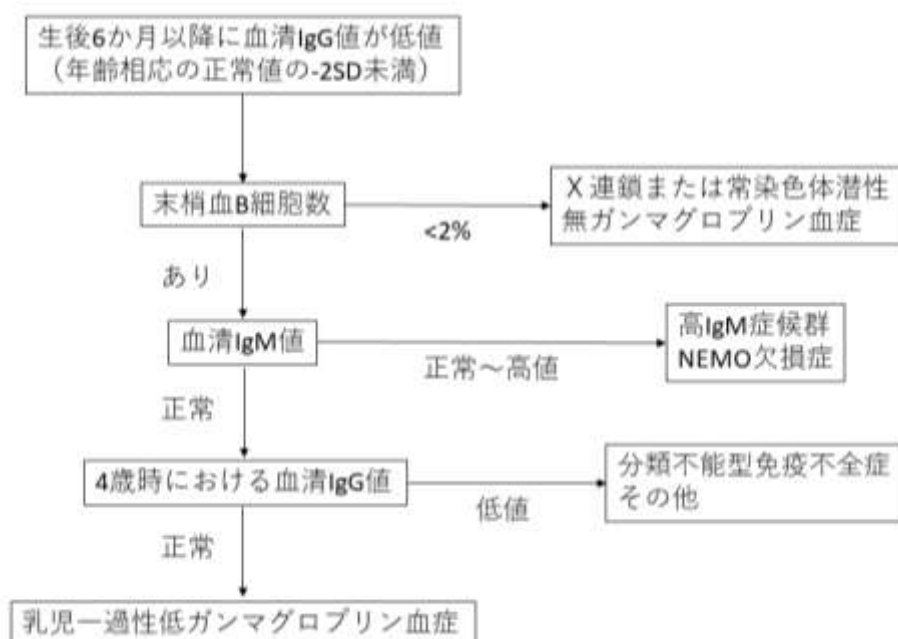 生後6か月以降に血清IgG値が低値
（年齢相応の正常値の-2SD未満）
末梢血B細胞数
<2%
X連鎖または常染色体潜性
無ガンマグロブリン血症
あり
血清IgM値
正常～高値
高IgM症候群
NEMO欠損症
正常
4歳時における血清IgG値
低値
分類不能型免疫不全症
その他
正常
乳児一過性低ガンマグロブリン血症